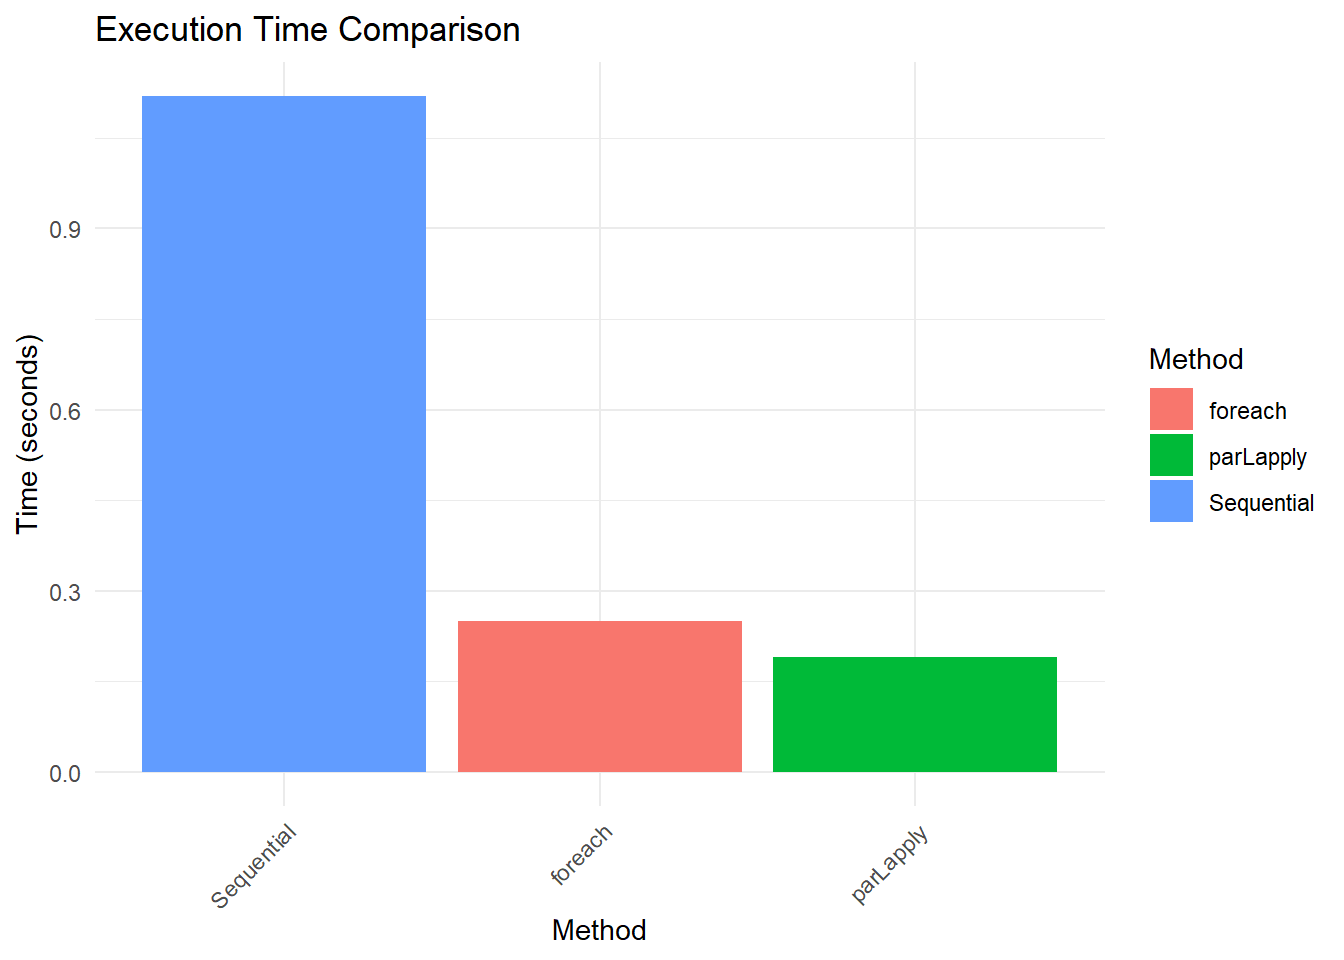 Execution Time Comparison
Time (seconds)
0.9
0.6
0.3
0.0
Sequential
foreach
parLapply
Method
Method
foreach
parLapply
Sequential